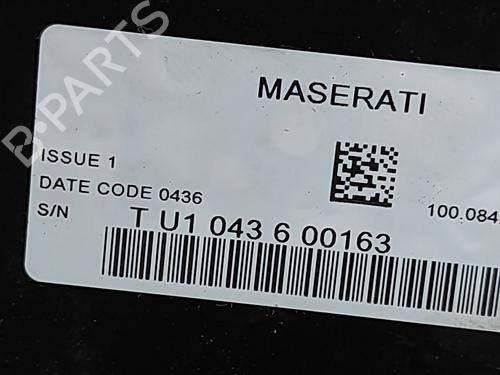 B-PARTS
MASERATI
ISSUE 1
DATE CODE 0436
100.084
S/N
T U1 043 6 00163